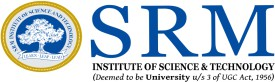 SRM
INSTITUTE OF SCIENCE & TECHNOLOGY
(Deemed to be University u/s 3 of UGC Act, 1956)